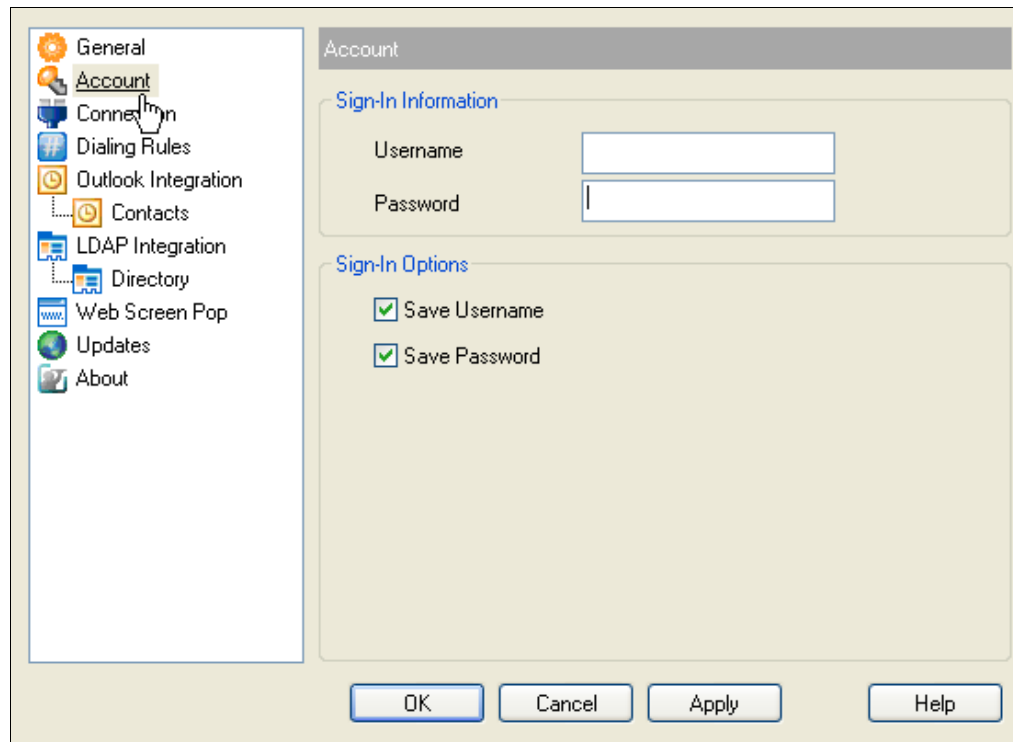 General
Account
Connection
Dialing Rules
Outlook Integration
Contacts
LDAP Integration
Directory
Web Screen Pop
Updates
About
Account
Sign-In Information
Username
Password
Sign-In Options
Save Username
Save Password
OK Cancel Apply Help